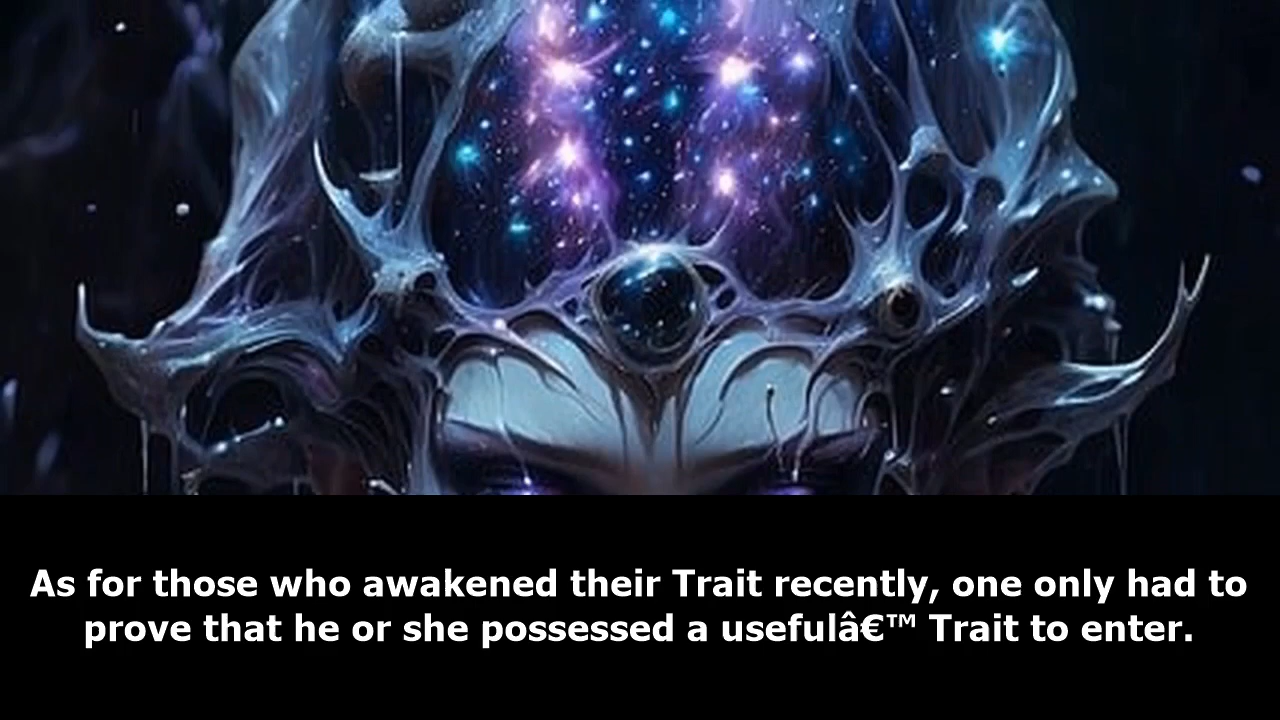 As for those who awakened their Trait recently, one only had to
prove that he or she possessed a usefulâ€™ Trait to enter.